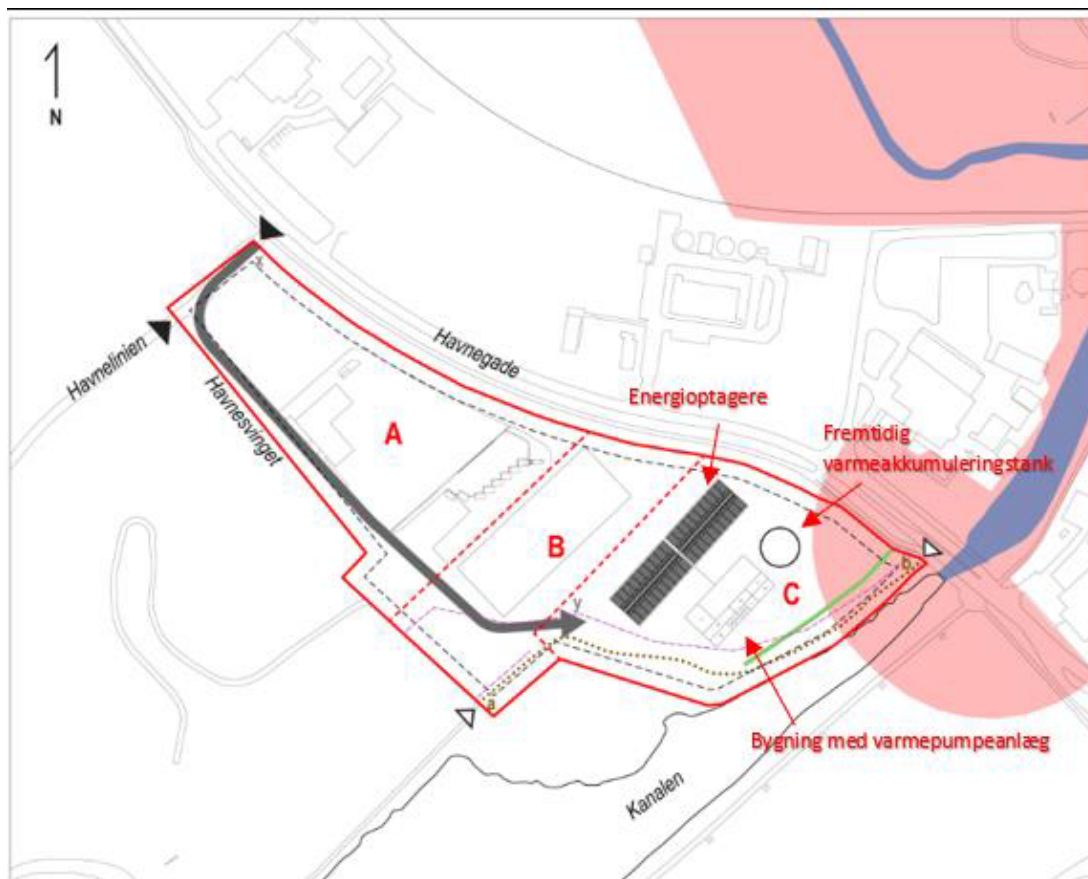 N
x
Havnelinien
Havnegade
Havnesvinget
Energioptagere
Fremtidig
varmeakkumuleringstank
A
B
C
y
b
a
Bygning med varmepumpeanlæg
Kanalen